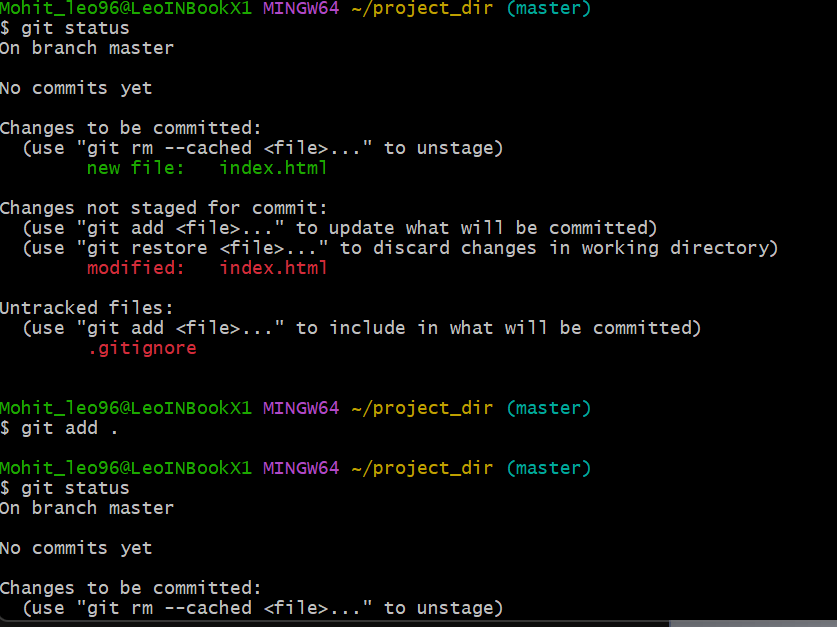 Mohit_leo96@LeoINBookX1 MINGW64 ~/project_dir (master)
$ git status
On branch master
No commits yet
Changes to be committed:
  (use "git rm --cached <file>..." to unstage)
        new file:   index.html
Changes not staged for commit:
  (use "git add <file>..." to update what will be committed)
  (use "git restore <file>..." to discard changes in working directory)
        modified:   index.html
Untracked files:
  (use "git add <file>..." to include in what will be committed)
        .gitignore
Mohit_leo96@LeoINBookX1 MINGW64 ~/project_dir (master)
$ git add .
Mohit_leo96@LeoINBookX1 MINGW64 ~/project_dir (master)
$ git status
On branch master
No commits yet
Changes to be committed:
  (use "git rm --cached <file>..." to unstage)